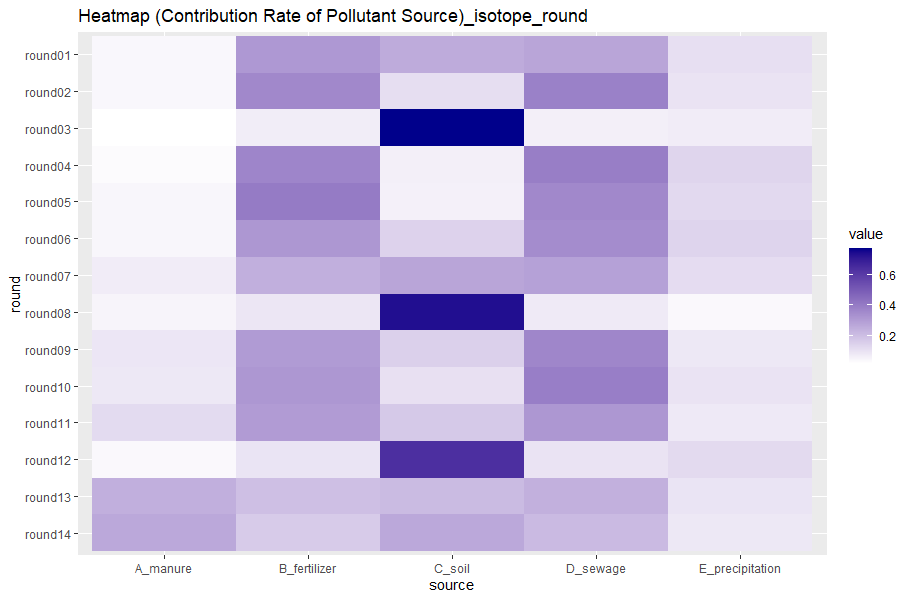 Heatmap (Contribution Rate of Pollutant Source)_isotope_round
round01
round02
round03
round04
round05
round06
round07
round08
round09
round10
round11
round12
round13
round14
round
A_manure B_fertilizer C_soil D_sewage E_precipitation
source
value
0.6
0.4
0.2